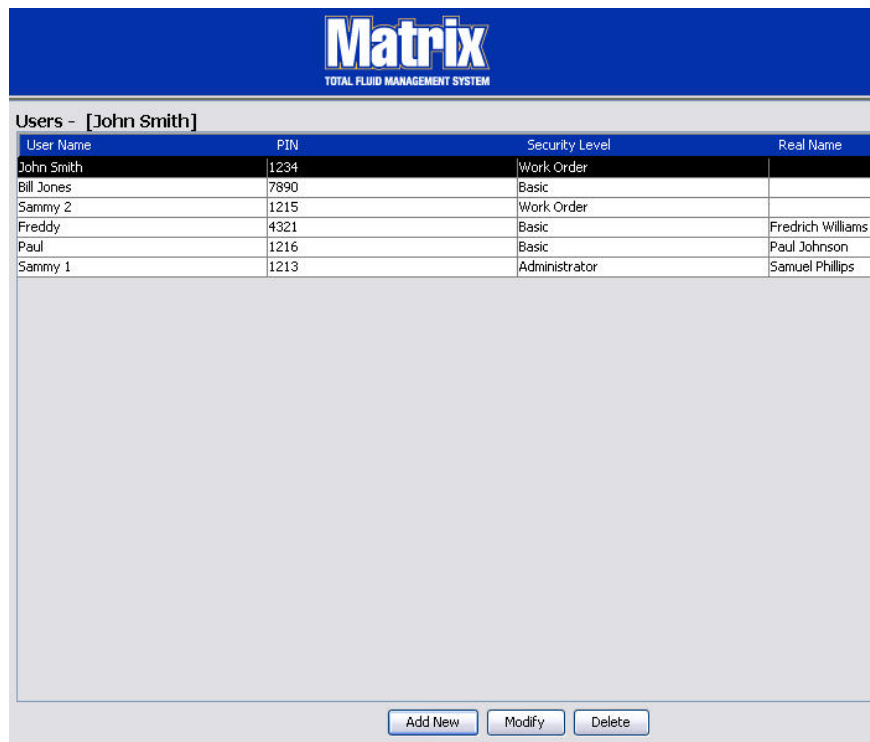 Matrix
TOTAL FLUID MANAGEMENT SYSTEM
Users - [John Smith]
User Name PIN Security Level Real Name
John Smith 1234 Work Order
Bill Jones 7890 Basic
Sammy 2 1215 Work Order
Freddy 4321 Basic Fredrich Williams
Paul 1216 Basic Paul Johnson
Sammy 1 1213 Administrator Samuel Phillips
Add New Modify Delete